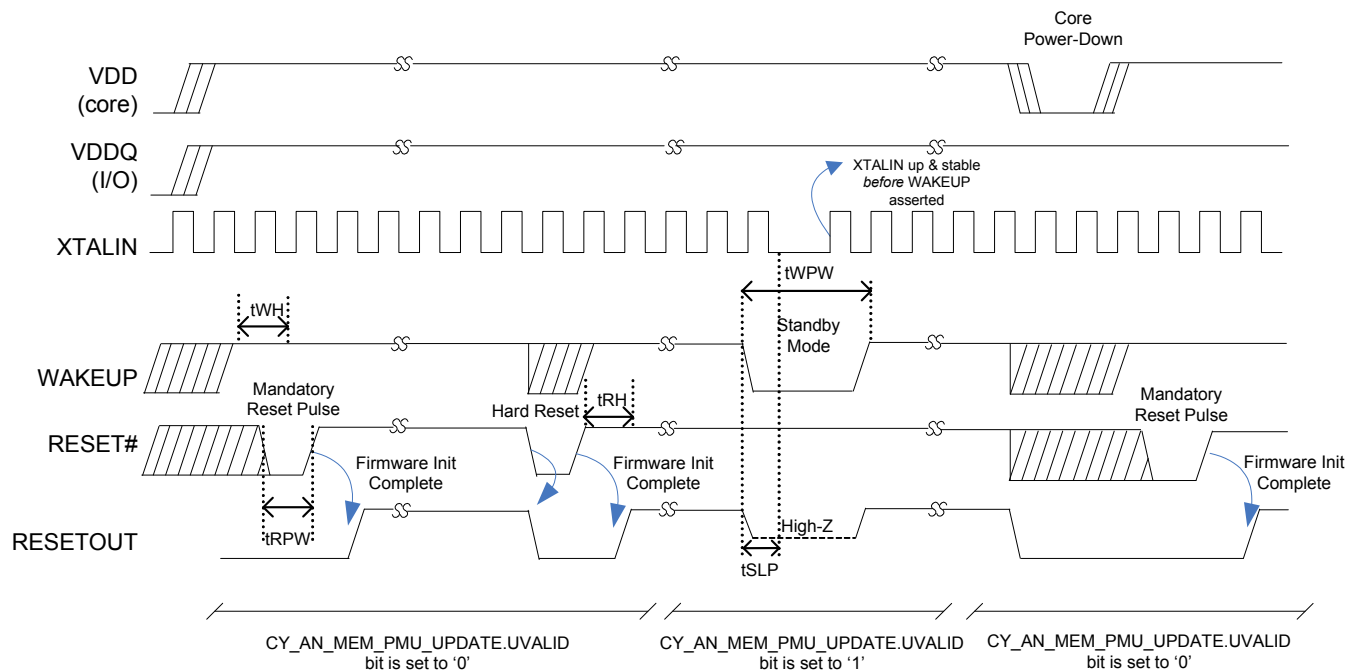 Core
Power-Down
VDD
(core)
VDDQ
(I/O)
XTALIN up & stable
before WAKEUP
asserted
XTALIN
tWH
tWPW
Standby
Mode
WAKEUP
Mandatory
Reset Pulse
Hard Reset
tRH
Mandatory
Reset Pulse
RESET#
Firmware Init
Complete
Firmware Init
Complete
Firmware Init
Complete
tRPW
High-Z
RESETOUT
tSLP
CY_AN_MEM_PMU_UPDATE.UVALID
bit is set to ‘0’
CY_AN_MEM_PMU_UPDATE.UVALID
bit is set to ‘1’
CY_AN_MEM_PMU_UPDATE.UVALID
bit is set to ‘0’